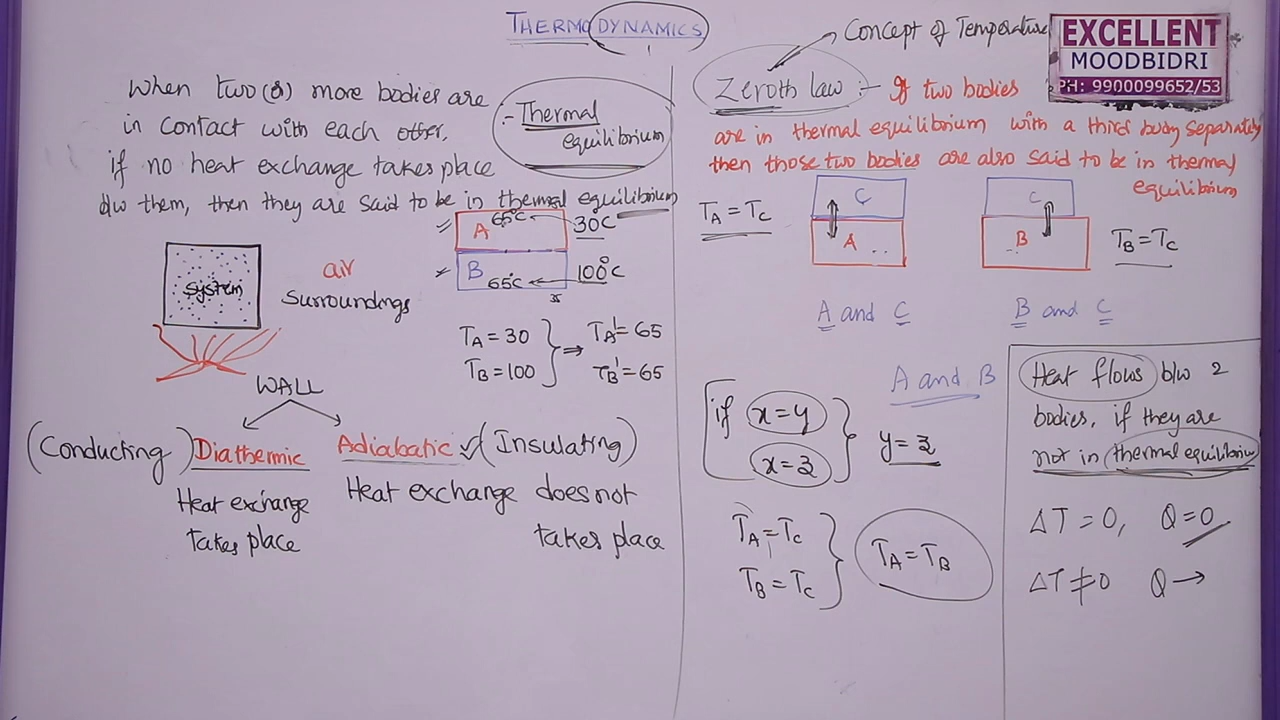 THERMODYNAMICS
When two (or) more bodies are
in contact with each other,
if no heat exchange takes place
b/w them, then they are said to be in thermal equilibrium
:- Thermal
equilibrium
A 65°C 30°C
B 65°C 100°C
35
system
air
surroundings
TA = 30
TB = 100
⇒ TA' = 65
TB' = 65
WALL
(Conducting) Diathermic
Adiabatic ✓ (Insulating)
Heat exchange
takes place
Heat exchange does not
takes place
Concept of Temperature
EXCELLENT
MOODBIDRI
PH: 9900099652/53
Zeroth law :- If two bodies
are in thermal equilibrium with a third body separately
then those two bodies are also said to be in thermal
equilibrium
TA = TC
C
A
C
B
TB = TC
A and C
B and C
A and B
if x=y
x=z
y=z
TA = TC
TB = TC
TA = TB
Heat flows b/w 2
bodies, if they are
not in thermal equilibrium
ΔT = 0, Q = 0
ΔT ≠ 0 Q →